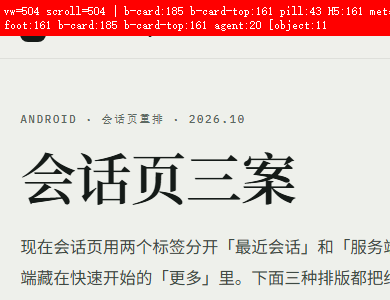 vw=504 scroll=504 | b-card:185 b-card-top:161 pill:43 H5:161 met
foot:161 b-card:185 b-card-top:161 agent:20 [object:11
ANDROID · 会话页重排 · 2026.10
会话页三案
现在会话页用两个标签分开「最近会话」和「服务
端藏在快速开始的「更多」里。下面三种排版都把